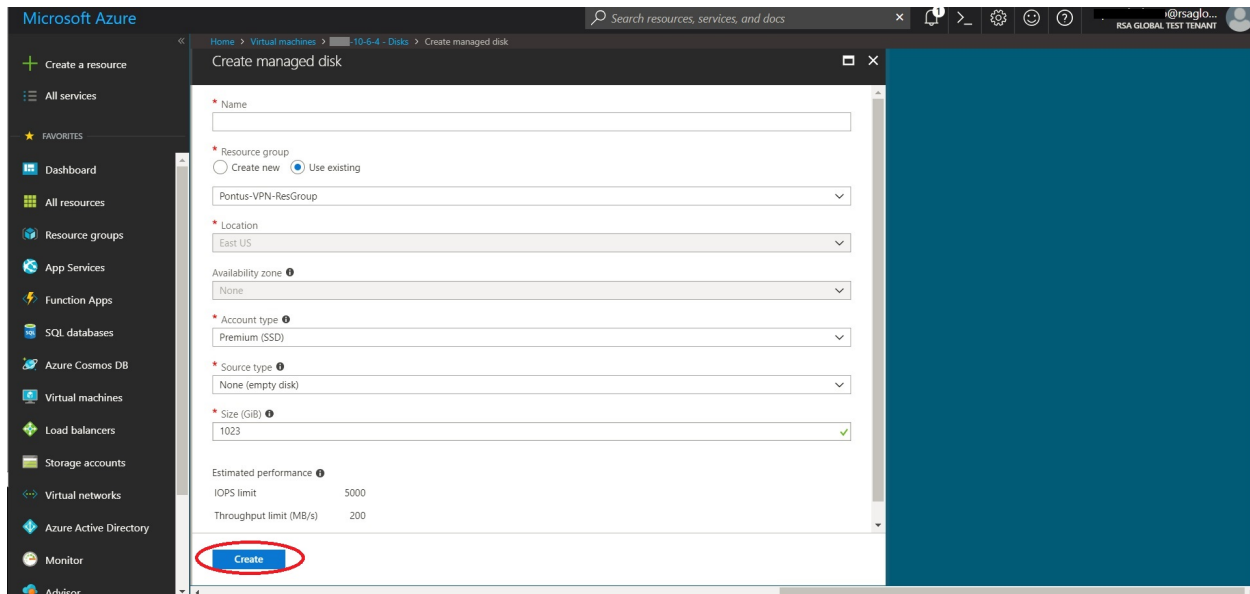 Microsoft Azure
Search resources, services, and docs
1
@rsaglo...
RSA GLOBAL TEST TENANT
Home > Virtual machines > -10-6-4 - Disks > Create managed disk
Create managed disk
Create a resource
All services
FAVORITES
Dashboard
All resources
Resource groups
App Services
Function Apps
SQL databases
Azure Cosmos DB
Virtual machines
Load balancers
Storage accounts
Virtual networks
Azure Active Directory
Monitor
Advisor
* Name
* Resource group
Create new Use existing
Pontus-VPN-ResGroup
* Location
East US
Availability zone
None
* Account type
Premium (SSD)
* Source type
None (empty disk)
* Size (GiB)
1023
Estimated performance
IOPS limit 5000
Throughput limit (MB/s) 200
Create